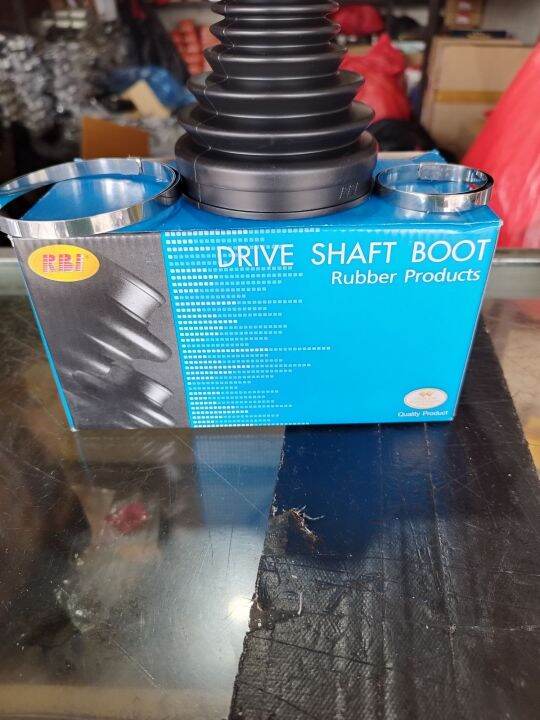 RBI
DRIVE SHAFT BOOT
Rubber Products
Quality Product